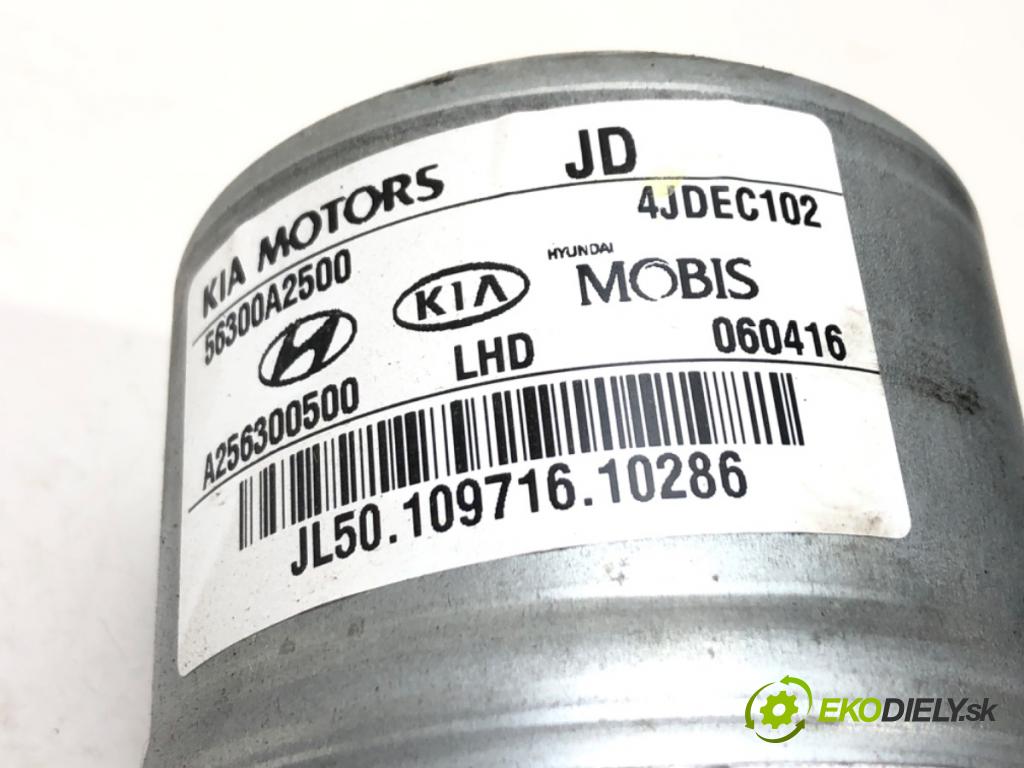 KIA MOTORS JD
56300A2500 4JDEC102
KIA HYUNDAI MOBIS
A256300500 LHD 060416
JL50.109716.10286
EKODIELY.sk